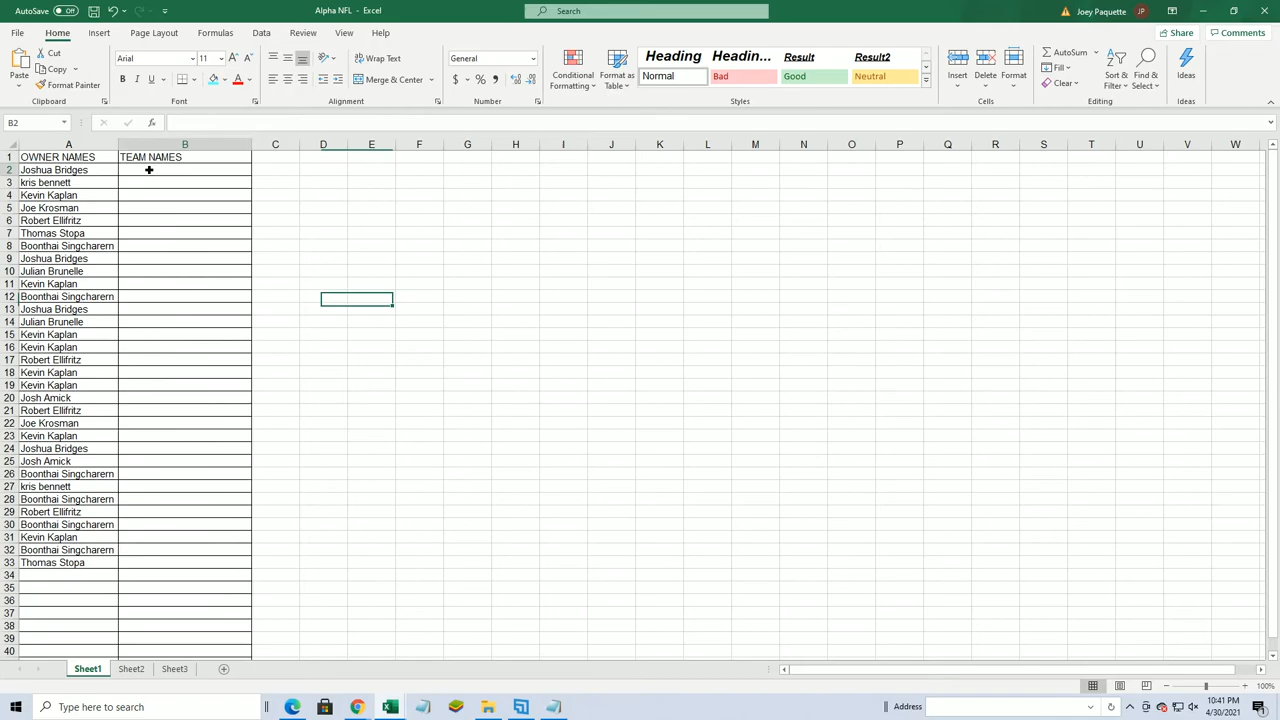 AutoSave Off Alpha NFL - Excel Search Joey Paquette JP
File Home Insert Page Layout Formulas Data Review View Help Share Comments
Paste Cut Copy Format Painter Clipboard
Arial 11 B I U A Font
Wrap Text Merge & Center Alignment
General $ % Number
Conditional Formatting Format as Table
Heading Headin... Result Result2
Normal Bad Good Neutral
Styles
Insert Delete Format Cells
AutoSum Fill Clear Sort & Filter Find & Select Editing
Ideas Ideas
B2 fx
A B C D E F G H I J K L M N O P Q R S T U V W
1 OWNER NAMES TEAM NAMES
2 Joshua Bridges
3 kris bennett
4 Kevin Kaplan
5 Joe Krosman
6 Robert Ellifritz
7 Thomas Stopa
8 Boonthai Singcharern
9 Joshua Bridges
10 Julian Brunelle
11 Kevin Kaplan
12 Boonthai Singcharern
13 Joshua Bridges
14 Julian Brunelle
15 Kevin Kaplan
16 Kevin Kaplan
17 Robert Ellifritz
18 Kevin Kaplan
19 Kevin Kaplan
20 Josh Amick
21 Robert Ellifritz
22 Joe Krosman
23 Kevin Kaplan
24 Joshua Bridges
25 Josh Amick
26 Boonthai Singcharern
27 kris bennett
28 Boonthai Singcharern
29 Robert Ellifritz
30 Boonthai Singcharern
31 Kevin Kaplan
32 Boonthai Singcharern
33 Thomas Stopa
34
35
36
37
38
39
40
Sheet1 Sheet2 Sheet3
100%
Type here to search Address 10:41 PM
4/30/2021